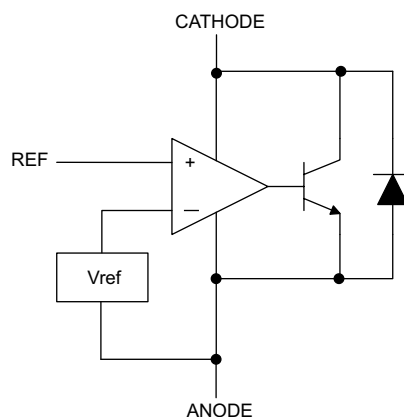 CATHODE
REF
+
—
Vref
ANODE